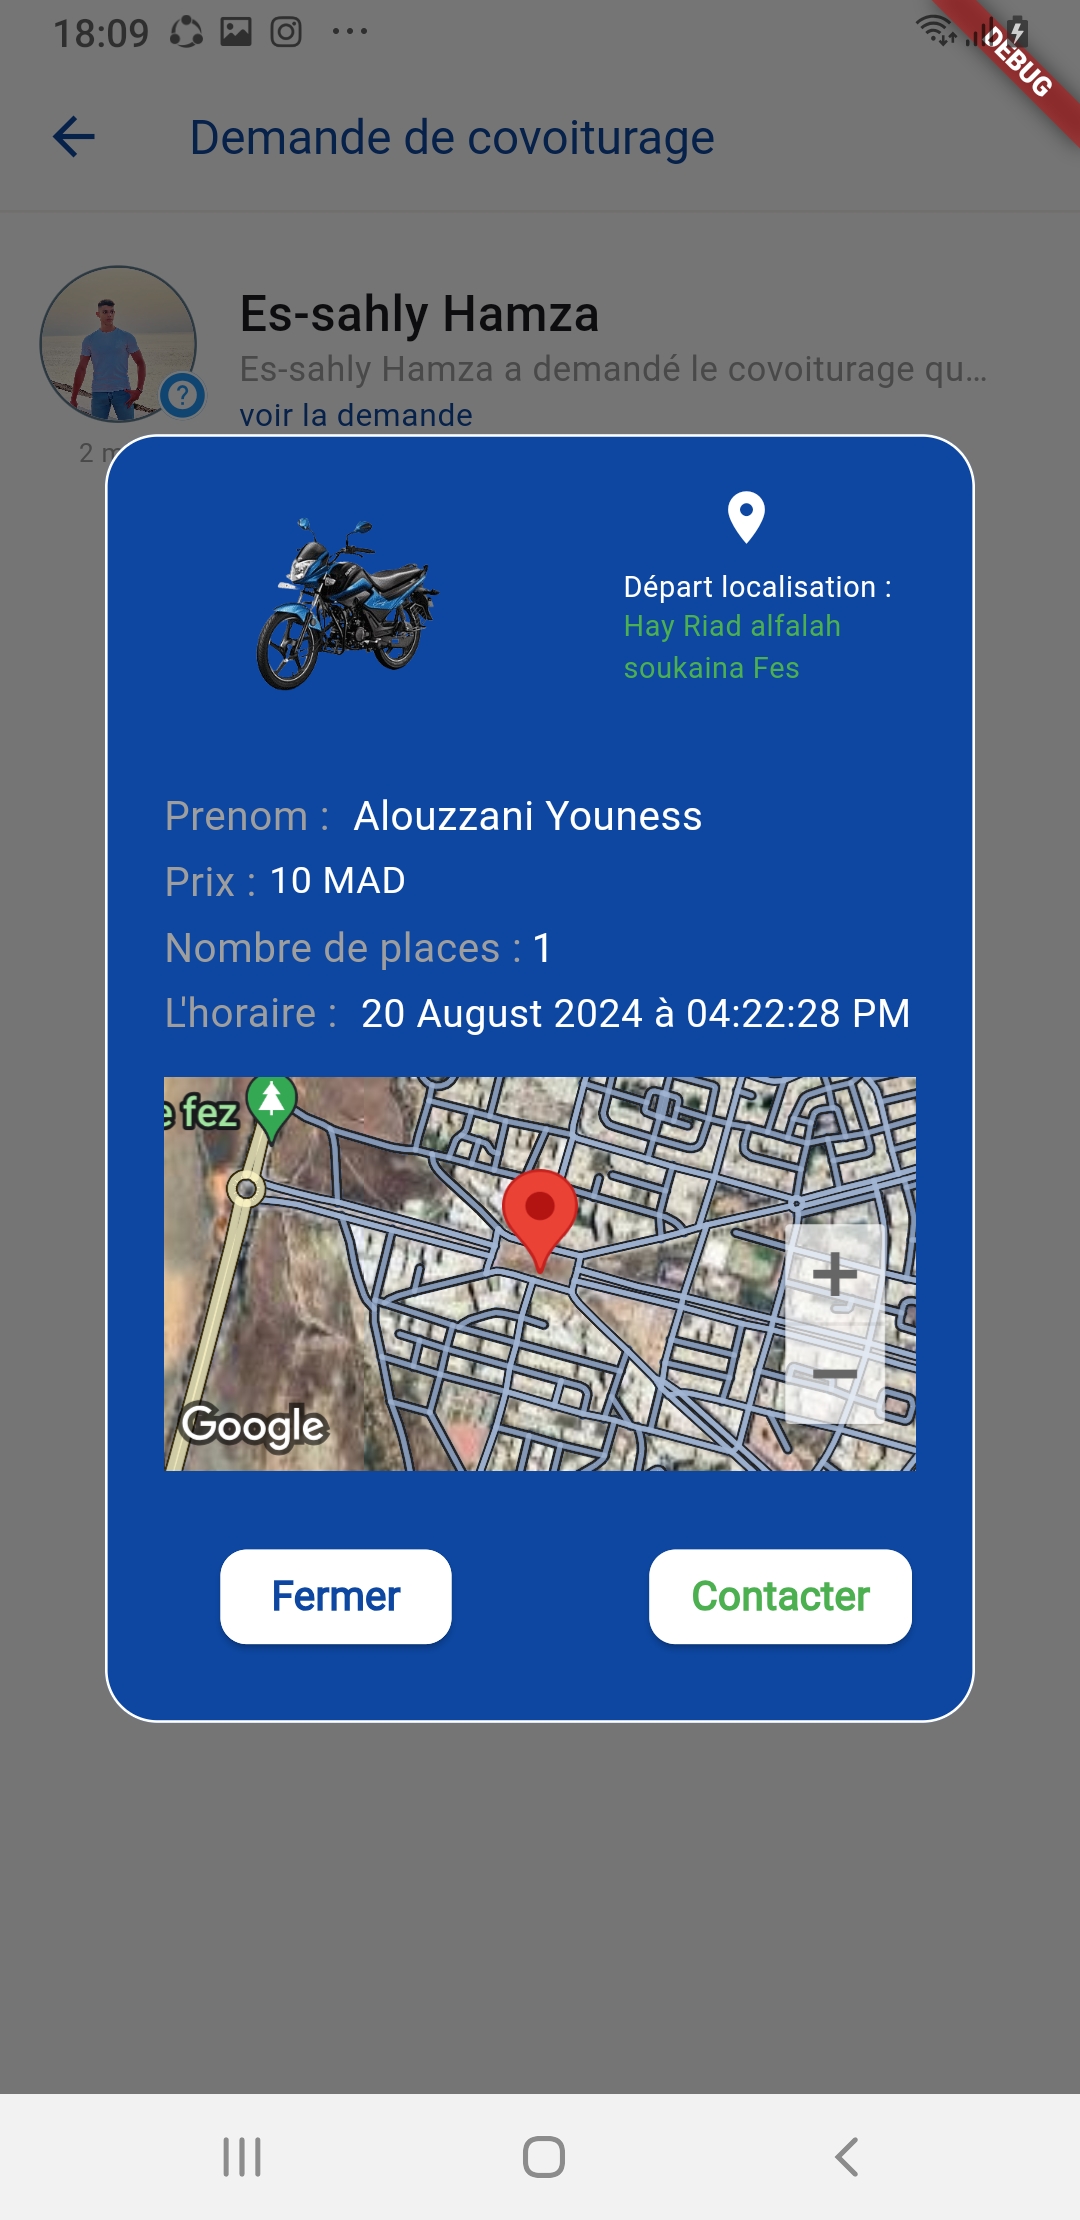 18:09
DEBUG
Demande de covoiturage
Es-sahly Hamza
Es-sahly Hamza a demandé le covoiturage qu...
voir la demande
2
Départ localisation :
Hay Riad alfalah
soukaina Fes
Prenom : Alouzzani Youness
Prix : 10 MAD
Nombre de places : 1
L'horaire : 20 August 2024 à 04:22:28 PM
fez
Google
Fermer
Contacter